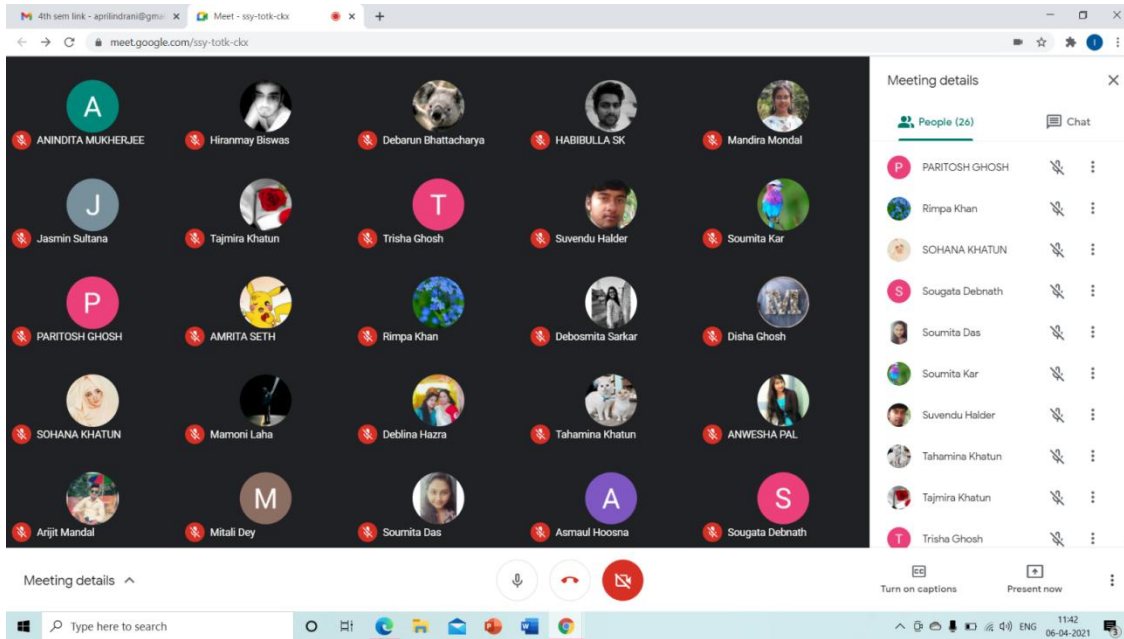 4th sem link - aprilindrani@gma
Meet - ssy-totk-ckx
meet.google.com/ssy-totk-ckx
I
Meeting details
People (26)
Chat
A
ANINDITA MUKHERJEE
Hiranmay Biswas
Debarun Bhattacharya
HABIBULLA SK
Mandira Mondal
J
Jasmin Sultana
Tajmira Khatun
T
Trisha Ghosh
Suvendu Halder
Soumita Kar
P
PARITOSH GHOSH
AMRITA SETH
Rimpa Khan
Debosmita Sarkar
M
Disha Ghosh
SOHANA KHATUN
Mamoni Laha
Deblina Hazra
Tahamina Khatun
ANWESHA PAL
Arijit Mandal
M
Mitali Dey
Soumita Das
A
Asmaul Hoosna
S
Sougata Debnath
P
PARITOSH GHOSH
Rimpa Khan
SOHANA KHATUN
S
Sougata Debnath
Soumita Das
Soumita Kar
Suvendu Halder
Tahamina Khatun
Tajmira Khatun
T
Trisha Ghosh
Meeting details
CC
Turn on captions
Present now
Type here to search
ENG
11:42
06-04-2021
3